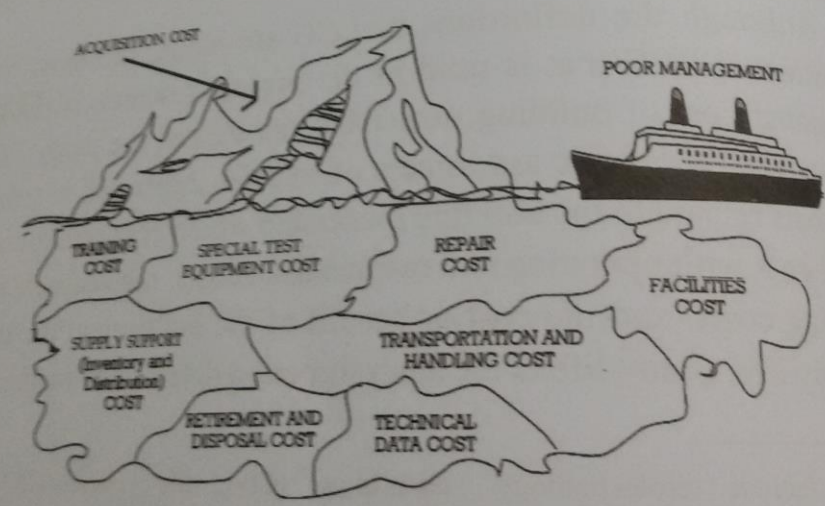 ACQUISITION COST
POOR MANAGEMENT
TRAINING
COST
SPECIAL TEST
EQUIPMENT COST
REPAIR
COST
FACILITIES
COST
SUPPLY SUPPORT
(Inventory and
Distribution)
COST
TRANSPORTATION AND
HANDLING COST
RETIREMENT AND
DISPOSAL COST
TECHNICAL
DATA COST